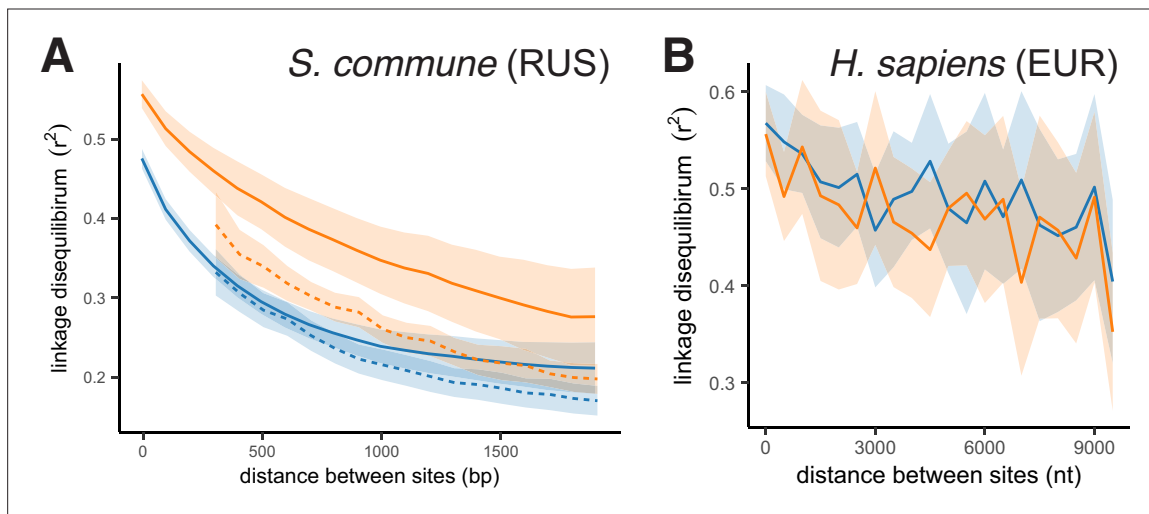 A
S. commune (RUS)
linkage disequilibirum (r²)
0.5
0.4
0.3
0.2
0
500
1000
1500
distance between sites (bp)
B
H. sapiens (EUR)
linkage disequilibirum (r²)
0.6
0.5
0.4
0.3
0
3000
6000
9000
distance between sites (nt)